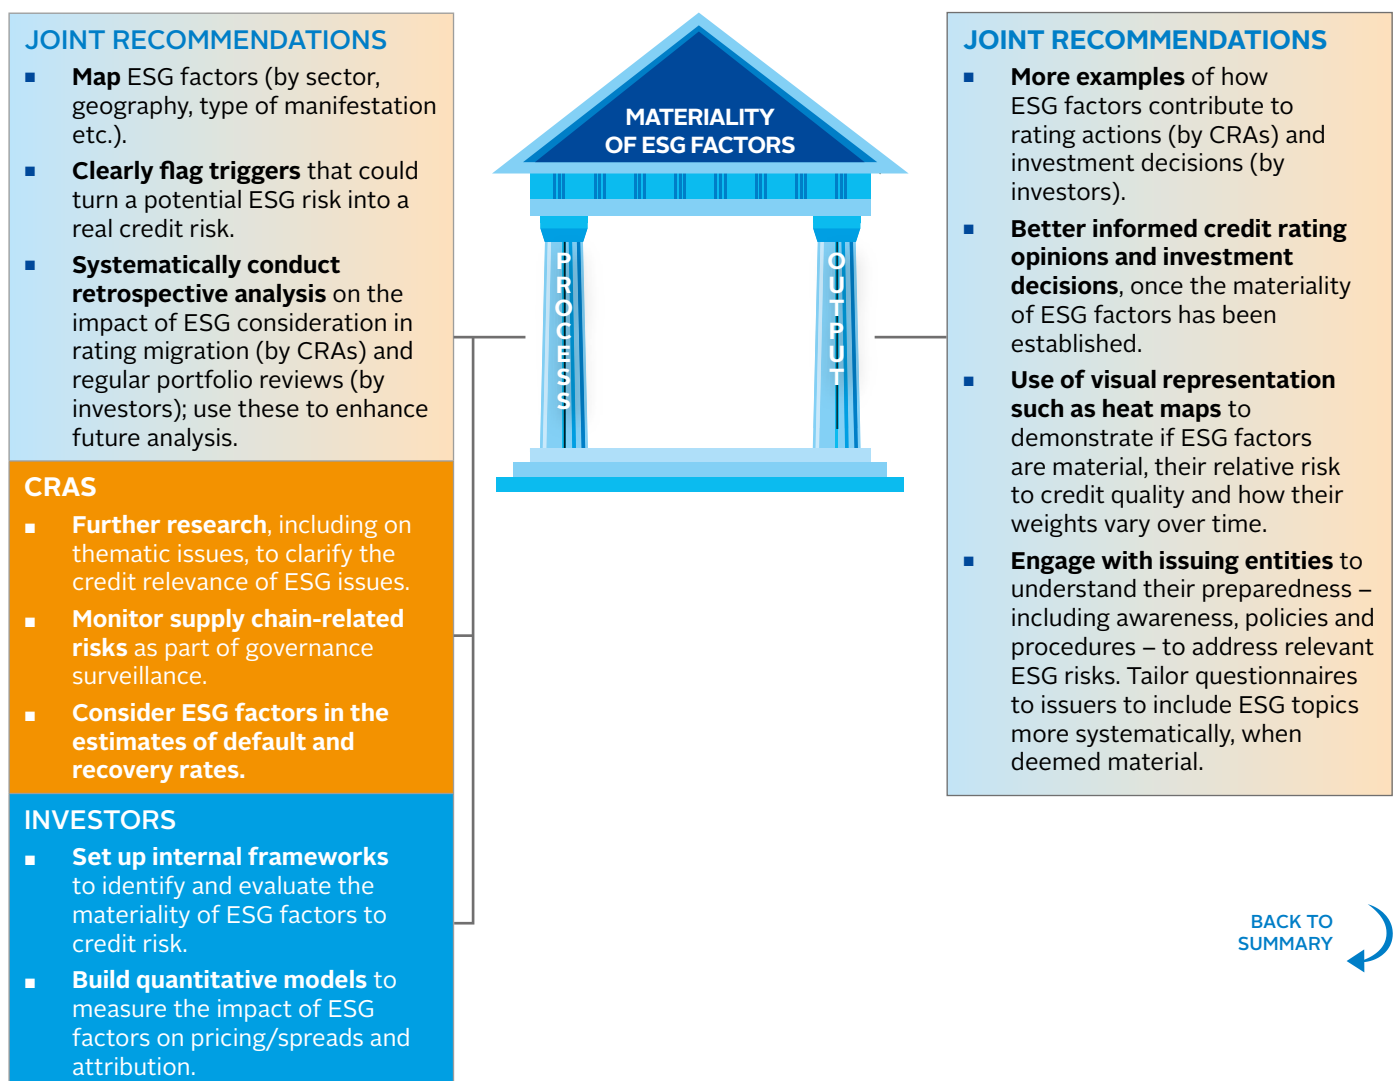 JOINT RECOMMENDATIONS
▪ Map ESG factors (by sector,
geography, type of manifestation
etc.).
▪ Clearly flag triggers that could
turn a potential ESG risk into a
real credit risk.
▪ Systematically conduct
retrospective analysis on the
impact of ESG consideration in
rating migration (by CRAs) and
regular portfolio reviews (by
investors); use these to enhance
future analysis.
CRAS
▪ Further research, including on
thematic issues, to clarify the
credit relevance of ESG issues.
▪ Monitor supply chain-related
risks as part of governance
surveillance.
▪ Consider ESG factors in the
estimates of default and
recovery rates.
INVESTORS
▪ Set up internal frameworks
to identify and evaluate the
materiality of ESG factors to
credit risk.
▪ Build quantitative models to
measure the impact of ESG
factors on pricing/spreads and
attribution.
MATERIALITY
OF ESG FACTORS
PROCESS
OUTPUT
JOINT RECOMMENDATIONS
▪ More examples of how
ESG factors contribute to
rating actions (by CRAs) and
investment decisions (by
investors).
▪ Better informed credit rating
opinions and investment
decisions, once the materiality
of ESG factors has been
established.
▪ Use of visual representation
such as heat maps to
demonstrate if ESG factors
are material, their relative risk
to credit quality and how their
weights vary over time.
▪ Engage with issuing entities to
understand their preparedness –
including awareness, policies and
procedures – to address relevant
ESG risks. Tailor questionnaires
to issuers to include ESG topics
more systematically, when
deemed material.
BACK TO
SUMMARY